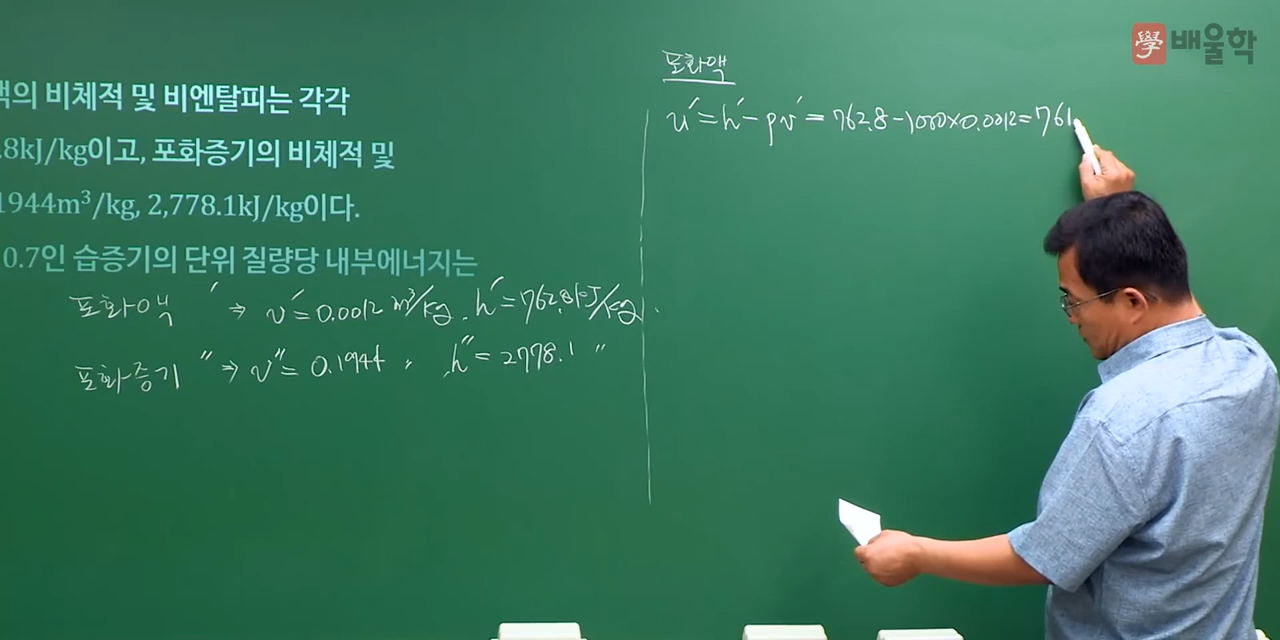 學 배울학
액의 비체적 및 비엔탈피는 각각
.8kJ/kg이고, 포화증기의 비체적 및
1944m³/kg, 2,778.1kJ/kg이다.
0.7인 습증기의 단위 질량당 내부에너지는
포화액 ′ ⇒ v′=0.0012 m³/kg, h′=762.8kJ/kg.
포화증기 ″ ⇒ v″=0.1944 〃, h″=2778.1 〃
포화액
u′=h′-pv′=762.8-1000×0.0012=761